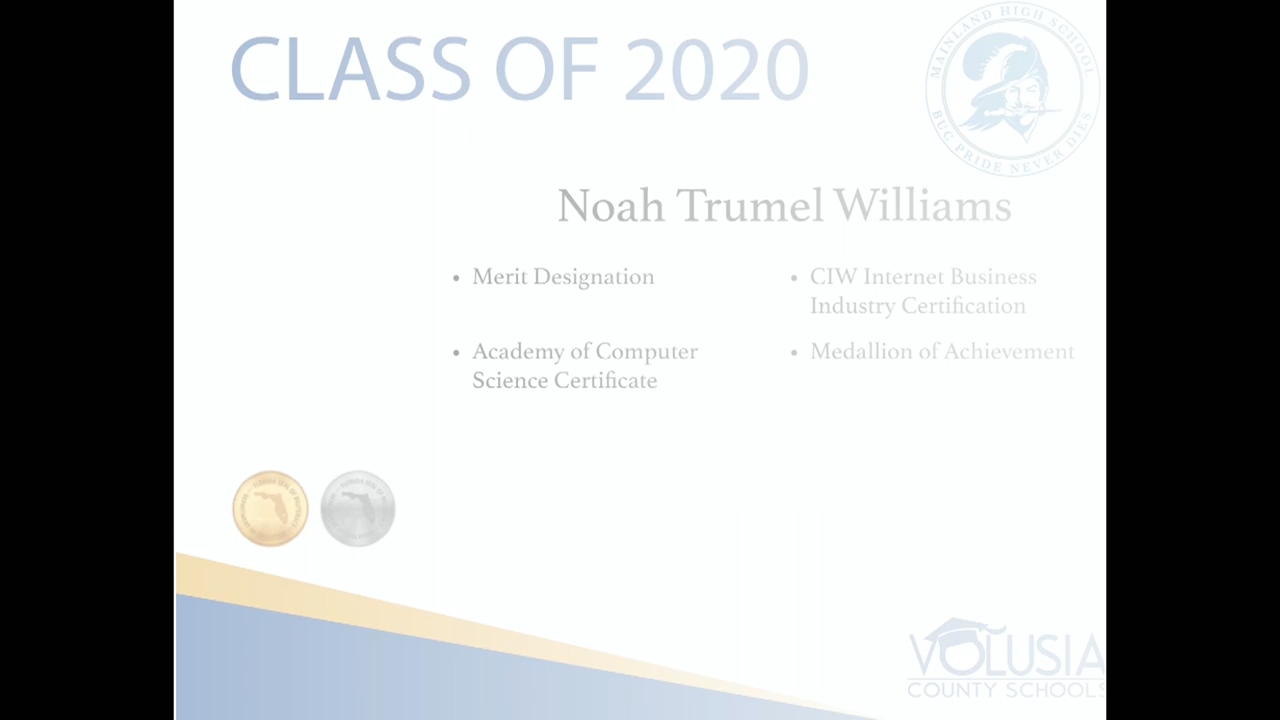 CLASS OF 2020
MAINLAND HIGH SCHOOL
BUC PRIDE NEVER DIES
Noah Trumel Williams
• Merit Designation
• CIW Internet Business
Industry Certification
• Academy of Computer
Science Certificate
• Medallion of Achievement
VOLUSIA
COUNTY SCHOOLS